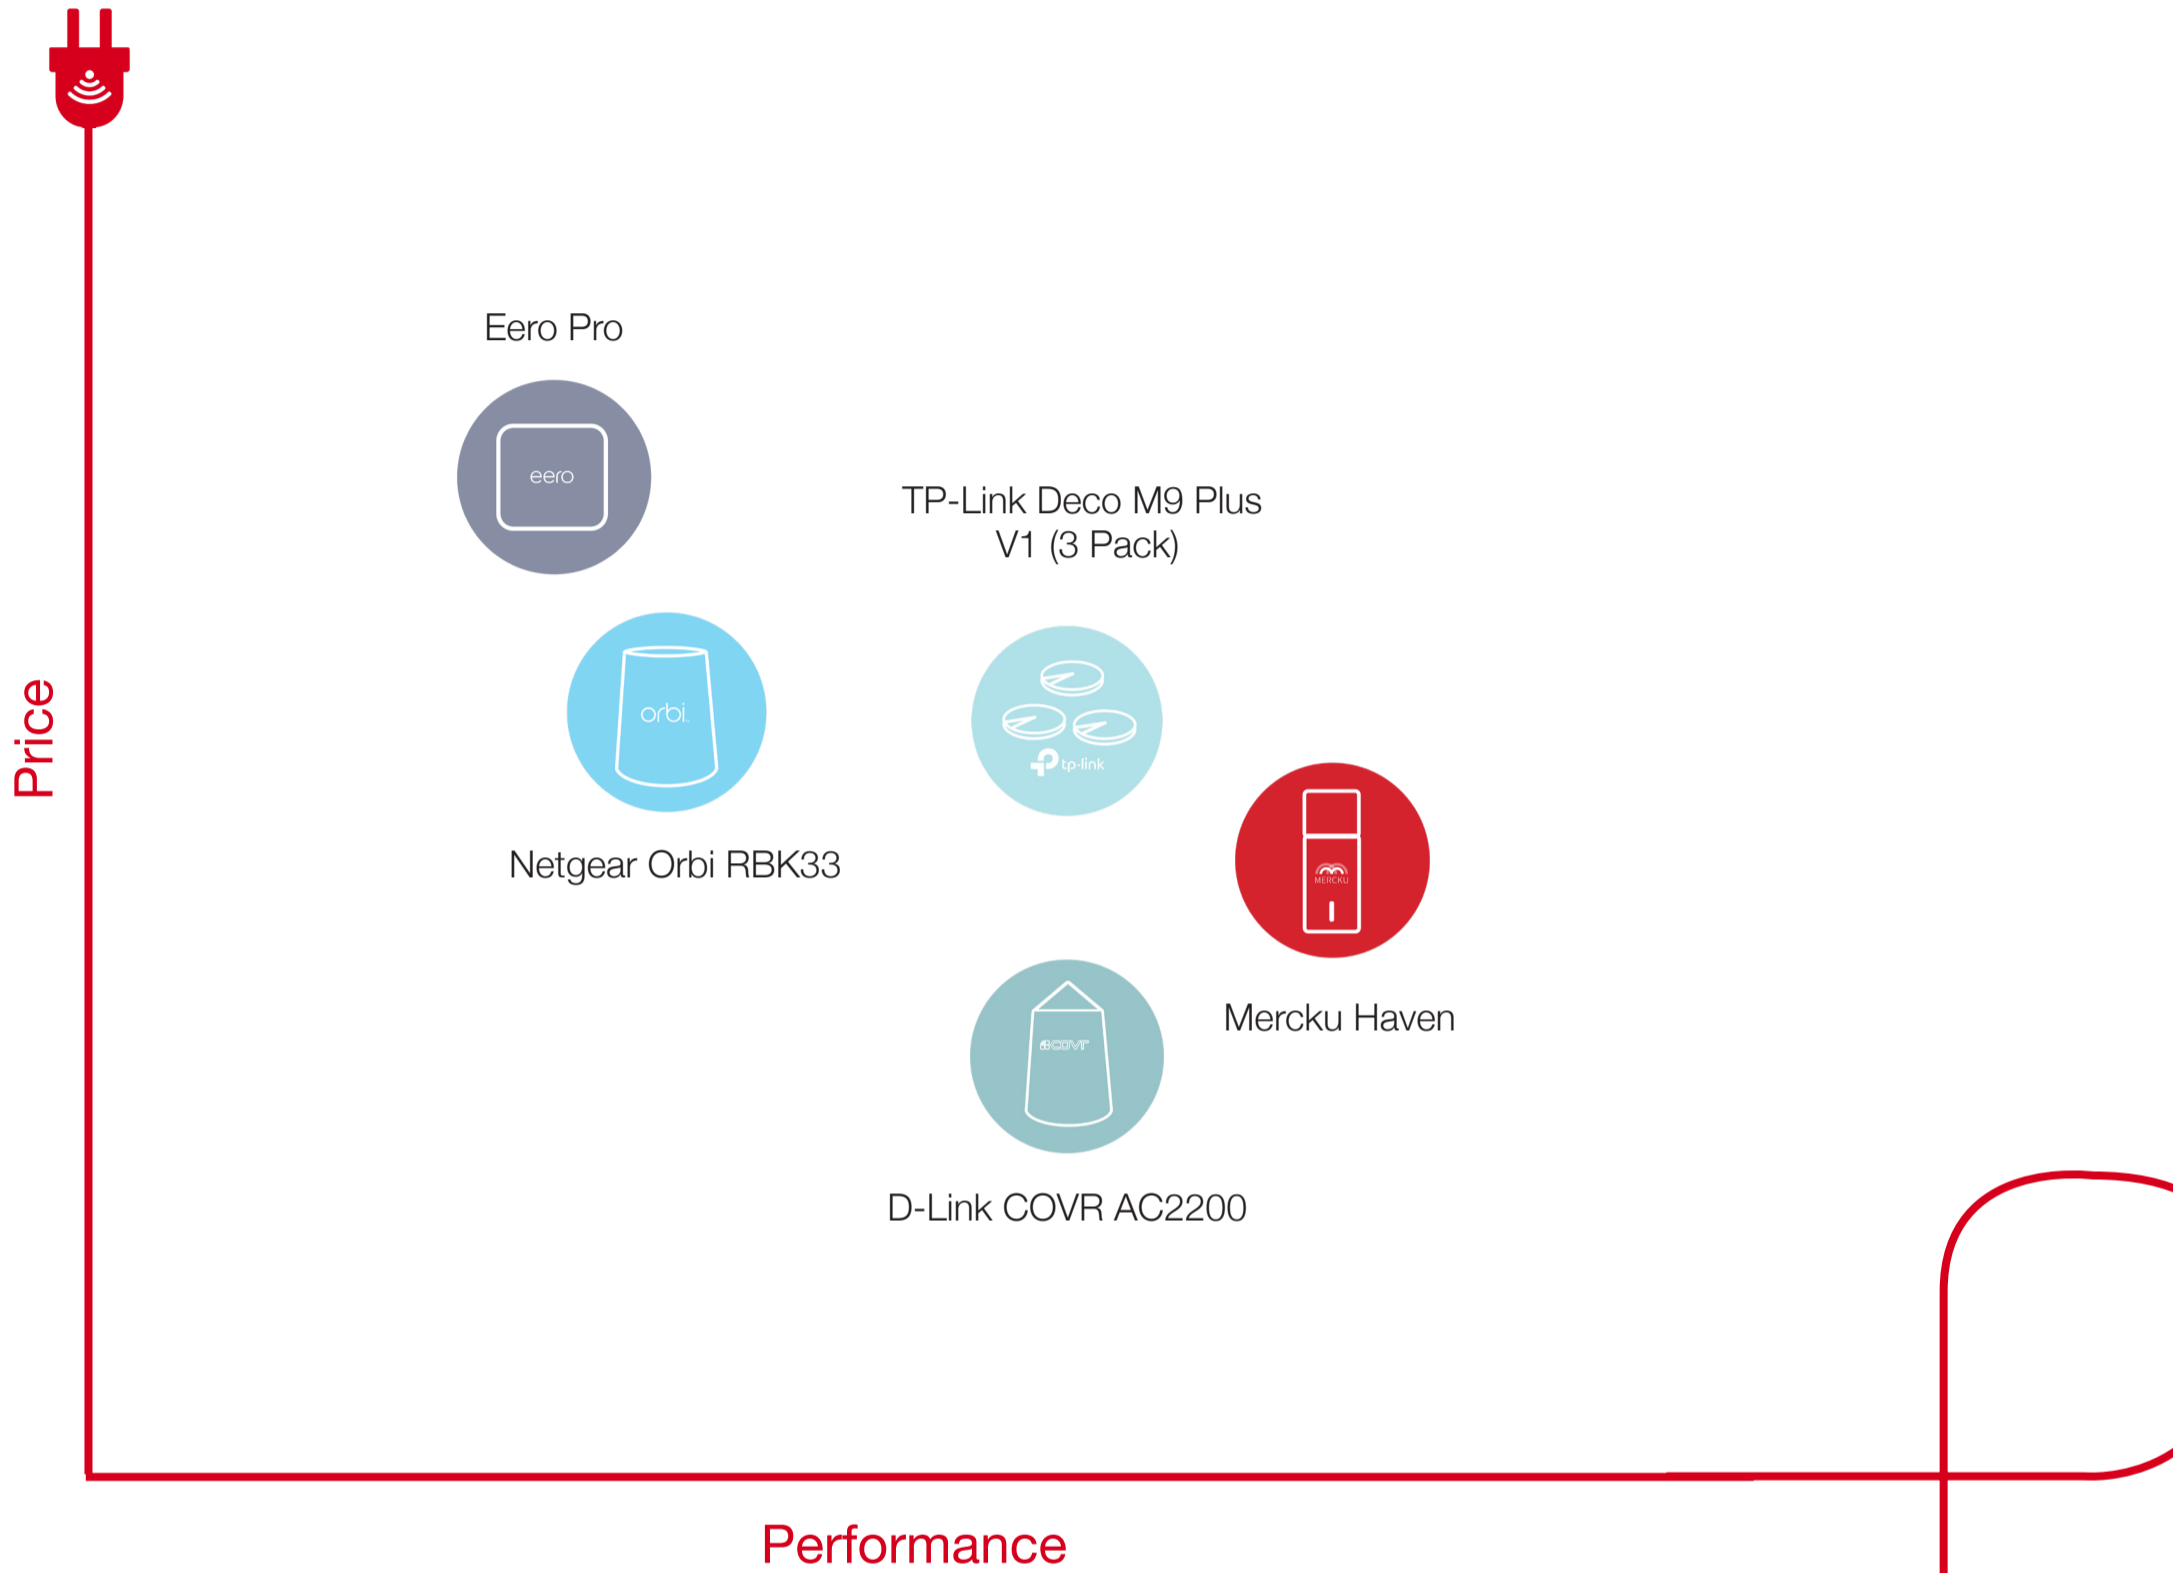 Eero Pro
eero
TP-Link Deco M9 Plus
V1 (3 Pack)
orbi
tp-link
Price
Netgear Orbi RBK33
MERCKU
Mercku Haven
covr
D-Link COVR AC2200
Performance